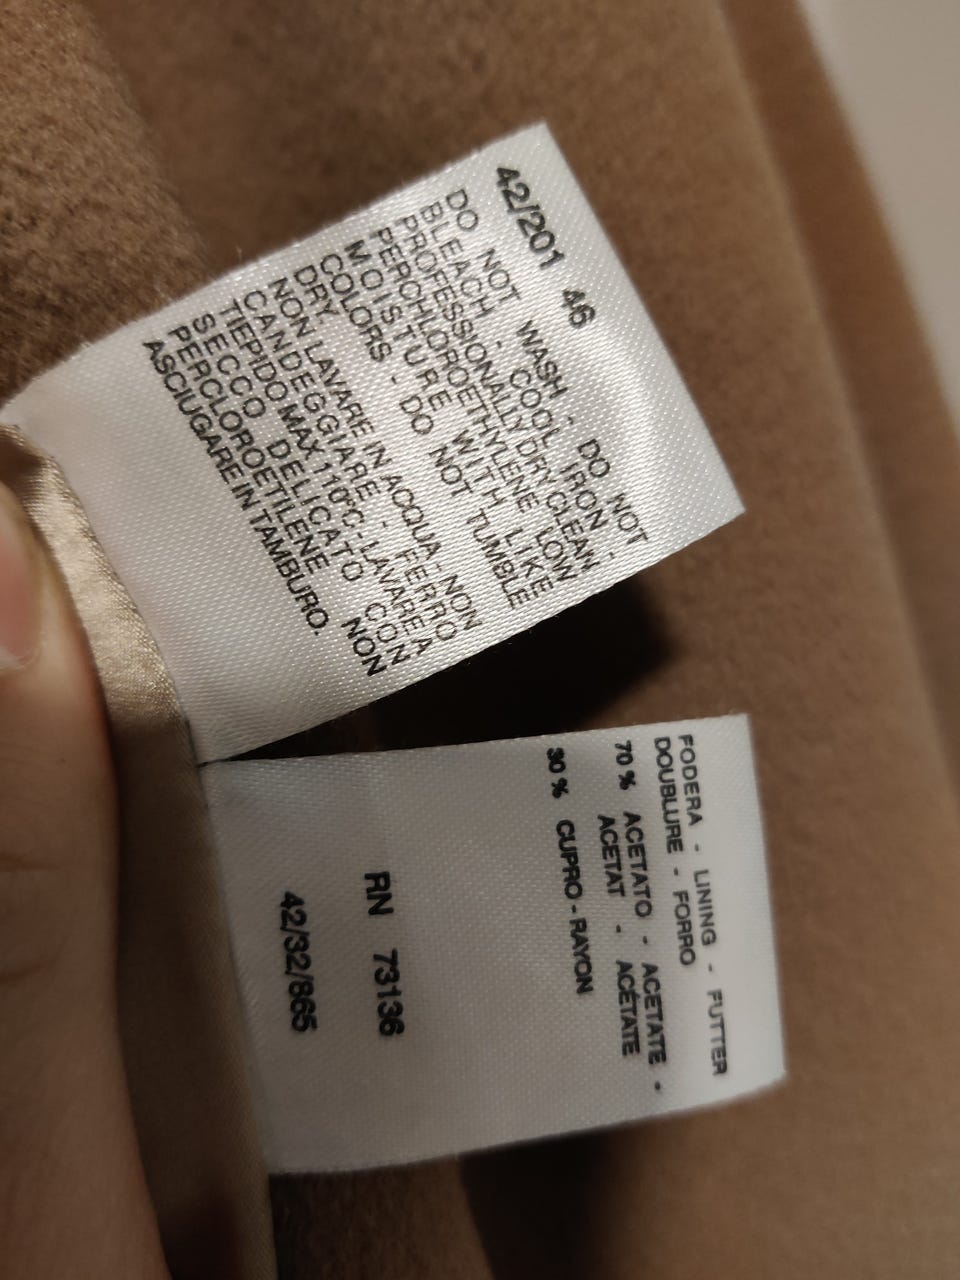 42/201 46
DO NOT WASH - DO NOT
BLEACH - COOL IRON -
PROFESSIONALLY DRY CLEAN
PERCHLOROETHYLENE LOW
MOISTURE WITH LIKE
COLORS - DO NOT TUMBLE
DRY
NON LAVARE IN ACQUA - NON
CANDEGGIARE - FERRO
TIEPIDO MAX 110°C - LAVARE A
SECCO DELICATO CON
PERCLOROETILENE NON
ASCIUGARE IN TAMBURO.
FODERA - LINING - FUTTER
DOUBLURE - FORRO
70 % ACETATO - ACETATE -
ACETAT - ACÉTATE
30 % CUPRO - RAYON
RN 73136
42/32/865